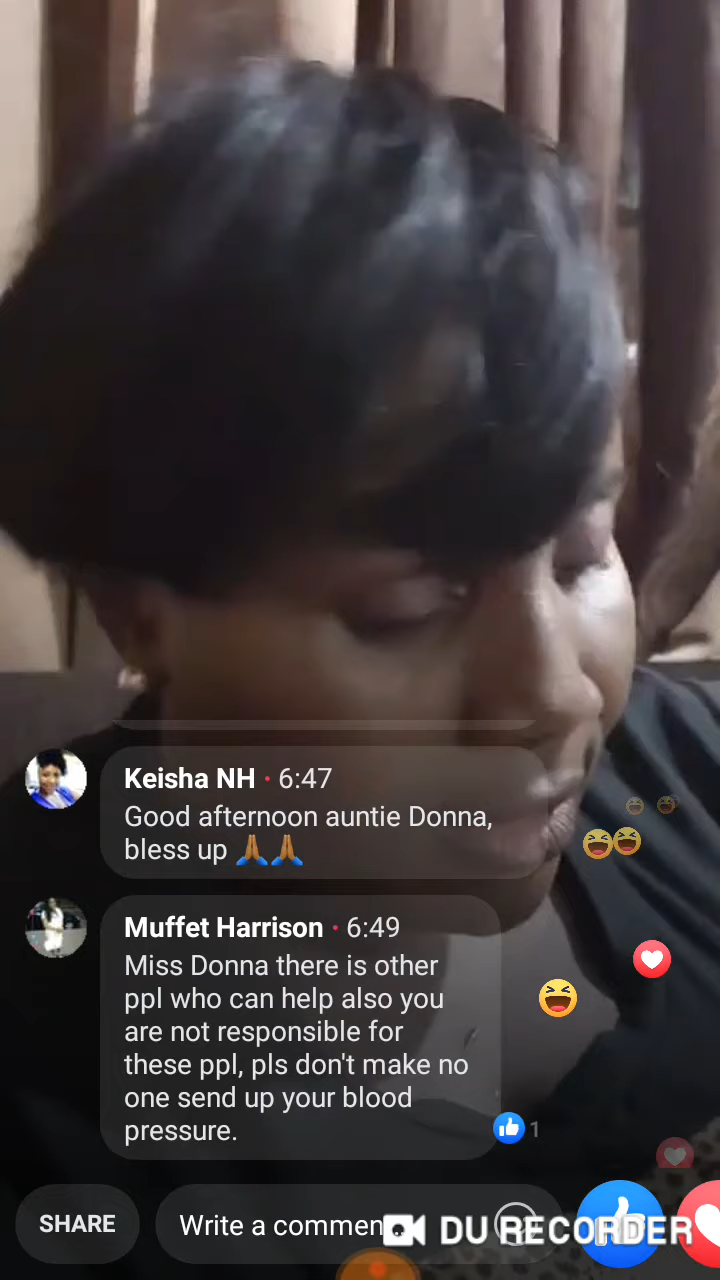 Keisha NH · 6:47
Good afternoon auntie Donna,
bless up 🙏🏾🙏🏾
Muffet Harrison · 6:49
Miss Donna there is other
ppl who can help also you
are not responsible for
these ppl, pls don't make no
one send up your blood
pressure.
1
SHARE
Write a commen
DU RECORDER